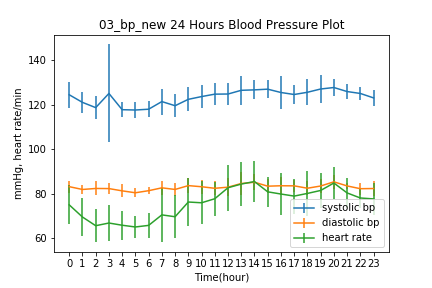 03_bp_new 24 Hours Blood Pressure Plot
mmHg, heart rate/min
140
120
100
80
60
systolic bp
diastolic bp
heart rate
0 1 2 3 4 5 6 7 8 9 10 11 12 13 14 15 16 17 18 19 20 21 22 23
Time(hour)